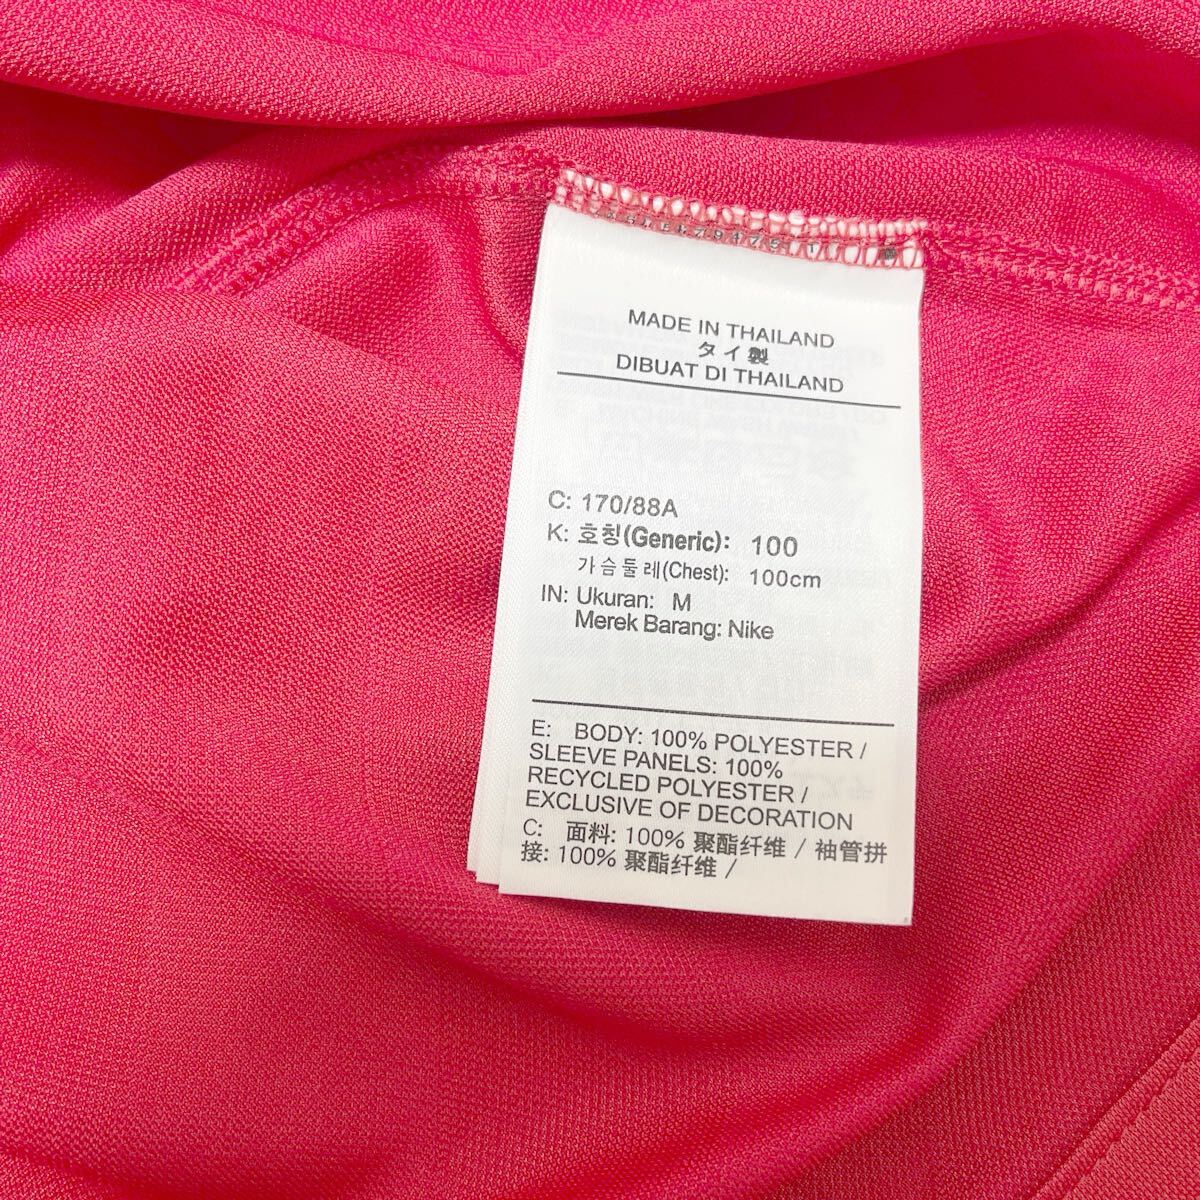 MADE IN THAILAND
タイ製
DIBUAT DI THAILAND
C: 170/88A
K: 호칭(Generic): 100
가슴둘레(Chest): 100cm
IN: Ukuran: M
Merek Barang: Nike
E: BODY: 100% POLYESTER /
SLEEVE PANELS: 100%
RECYCLED POLYESTER /
EXCLUSIVE OF DECORATION
C: 面料: 100% 聚酯纤维 / 袖管拼
接: 100% 聚酯纤维 /